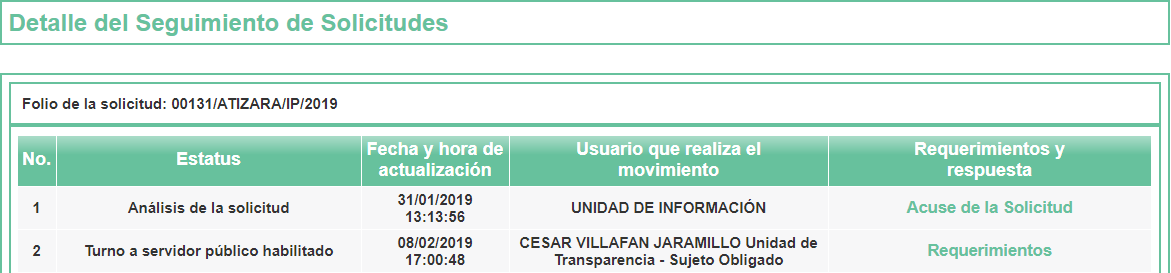 Detalle del Seguimiento de Solicitudes
Folio de la solicitud: 00131/ATIZARA/IP/2019
No.
Estatus
Fecha y hora de
actualización
Usuario que realiza el
movimiento
Requerimientos y
respuesta
1
Análisis de la solicitud
31/01/2019
13:13:56
UNIDAD DE INFORMACIÓN
Acuse de la Solicitud
2
Turno a servidor público habilitado
08/02/2019
17:00:48
CESAR VILLAFAN JARAMILLO Unidad de
Transparencia - Sujeto Obligado
Requerimientos